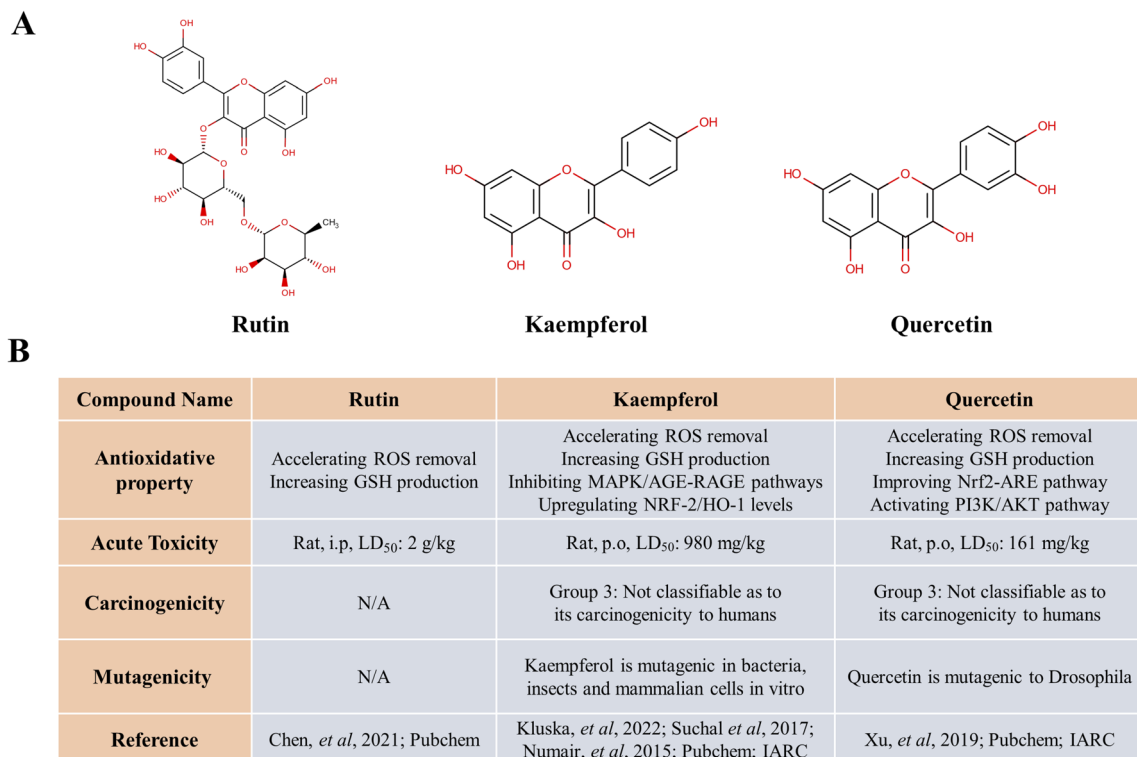 A
OH
HO
O
OH
O
O
OH
HO
O
HO
OH
O
O
CH3
HO
OH
OH
OH
HO
O
OH
OH
O
OH
HO
O
OH
OH
OH
O
Rutin
Kaempferol
Quercetin
B
Compound Name
Rutin
Kaempferol
Quercetin
Antioxidative
property
Accelerating ROS removal
Increasing GSH production
Accelerating ROS removal
Increasing GSH production
Inhibiting MAPK/AGE-RAGE pathways
Upregulating NRF-2/HO-1 levels
Accelerating ROS removal
Increasing GSH production
Improving Nrf2-ARE pathway
Activating PI3K/AKT pathway
Acute Toxicity
Rat, i.p, LD50: 2 g/kg
Rat, p.o, LD50: 980 mg/kg
Rat, p.o, LD50: 161 mg/kg
Carcinogenicity
N/A
Group 3: Not classifiable as to
its carcinogenicity to humans
Group 3: Not classifiable as to
its carcinogenicity to humans
Mutagenicity
N/A
Kaempferol is mutagenic in bacteria,
insects and mammalian cells in vitro
Quercetin is mutagenic to Drosophila
Reference
Chen, et al, 2021; Pubchem
Kluska, et al, 2022; Suchal et al, 2017;
Numair, et al, 2015; Pubchem; IARC
Xu, et al, 2019; Pubchem; IARC